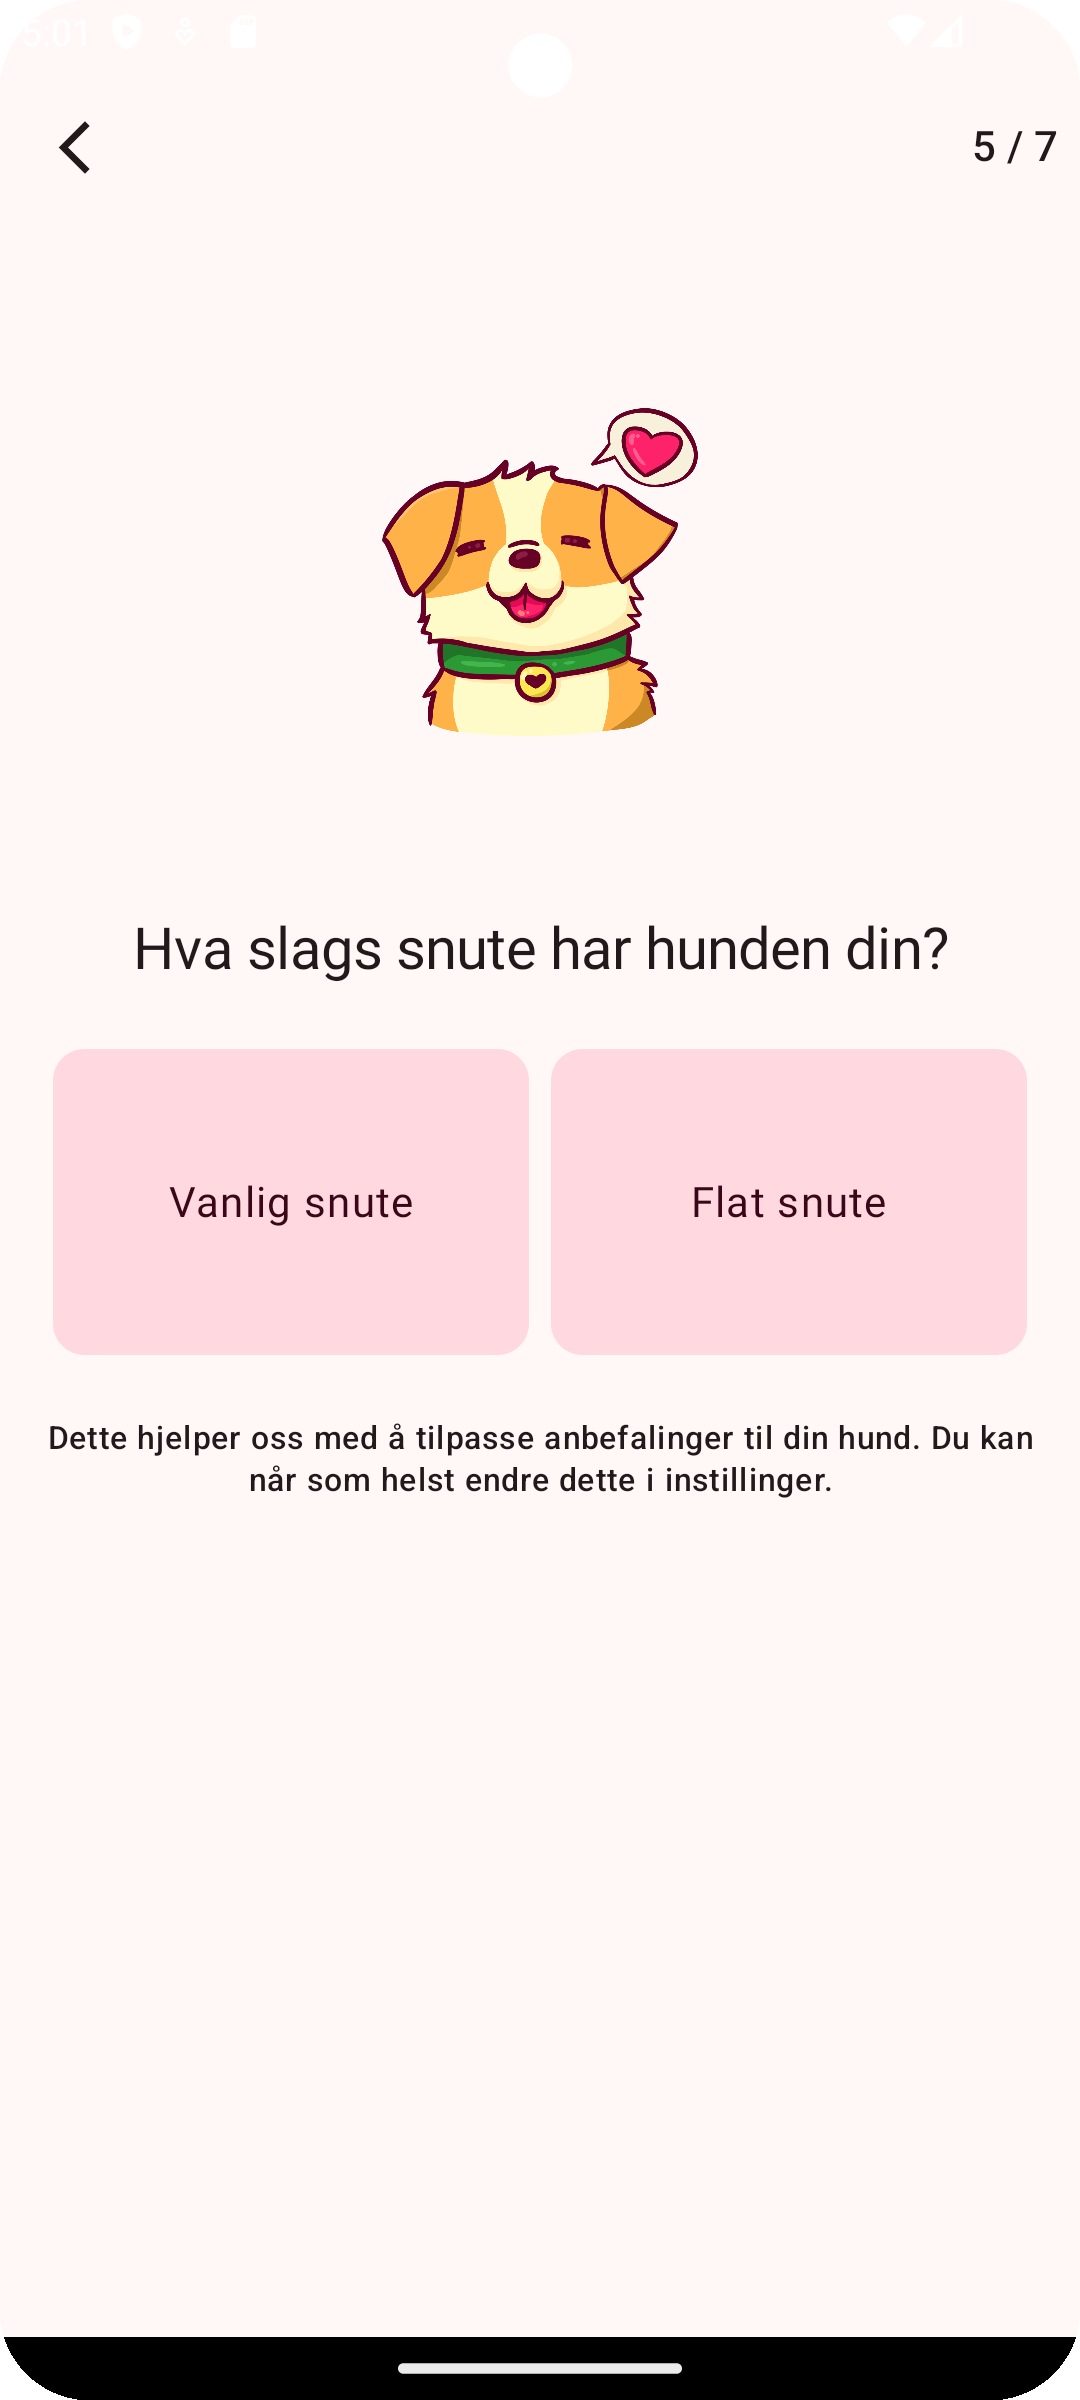 5:01
5 / 7
Hva slags snute har hunden din?
Vanlig snute
Flat snute
Dette hjelper oss med å tilpasse anbefalinger til din hund. Du kan
når som helst endre dette i instillinger.